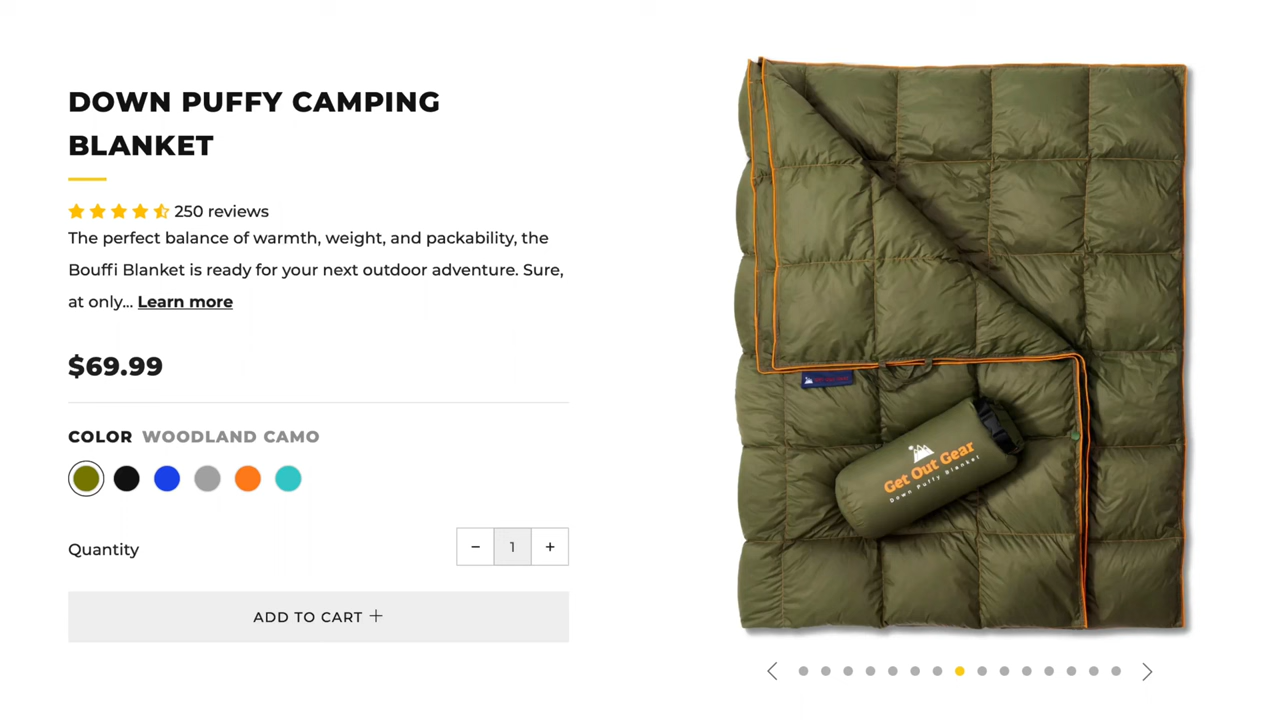 DOWN PUFFY CAMPING
BLANKET
250 reviews
The perfect balance of warmth, weight, and packability, the
Bouffi Blanket is ready for your next outdoor adventure. Sure,
at only... Learn more
$69.99
COLOR WOODLAND CAMO
Quantity
− 1 +
ADD TO CART +
Get Out Gear
Down Puffy Blanket